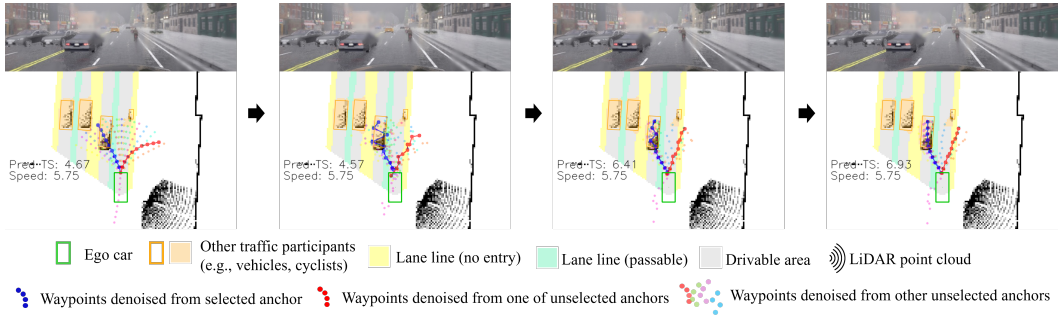 Pred TS: 4.67
Speed: 5.75
Pred TS: 4.57
Speed: 5.75
Pred TS: 6.41
Speed: 5.75
Pred TS: 6.93
Speed: 5.75
Ego car
Other traffic participants
(e.g., vehicles, cyclists)
Lane line (no entry)
Lane line (passable)
Drivable area
LiDAR point cloud
Waypoints denoised from selected anchor
Waypoints denoised from one of unselected anchors
Waypoints denoised from other unselected anchors